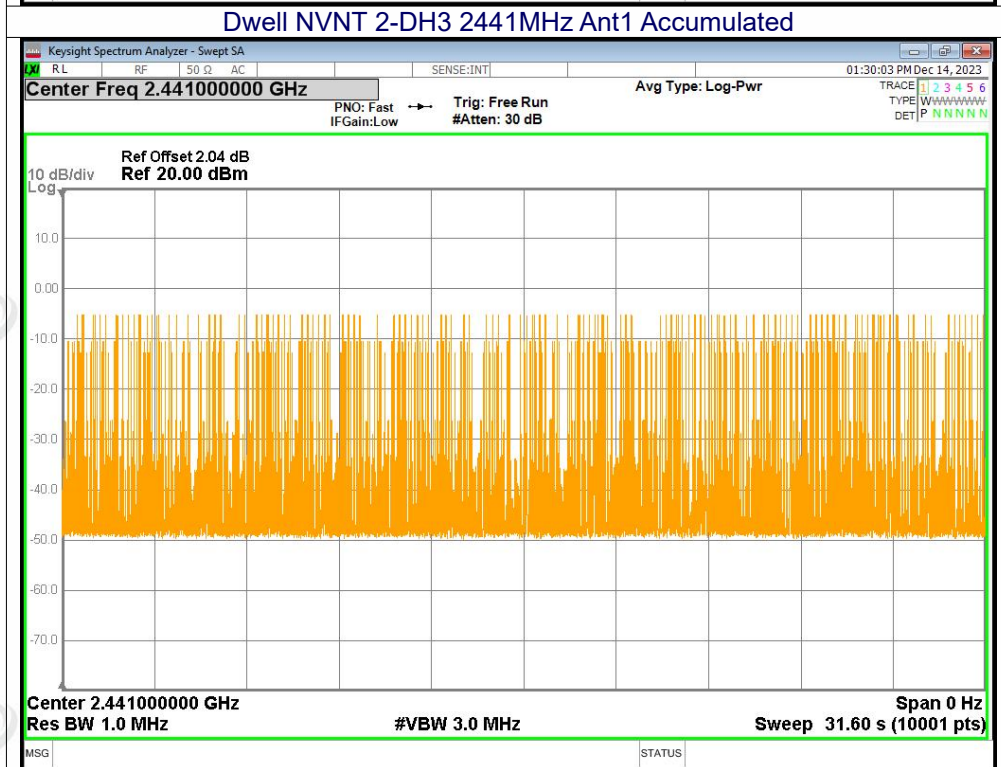 Dwell NVNT 2-DH3 2441MHz Ant1 Accumulated
Keysight Spectrum Analyzer - Swept SA
LXI RL RF 50 Ω AC SENSE:INT 01:30:03 PM Dec 14, 2023
Center Freq 2.441000000 GHz
PNO: Fast
IFGain:Low
Trig: Free Run
#Atten: 30 dB
Avg Type: Log-Pwr
TRACE 1 2 3 4 5 6
TYPE WWWWWWW
DET P N N N N N
Ref Offset 2.04 dB
10 dB/div Ref 20.00 dBm
Log
10.0
0.00
-10.0
-20.0
-30.0
-40.0
-50.0
-60.0
-70.0
Center 2.441000000 GHz Span 0 Hz
Res BW 1.0 MHz #VBW 3.0 MHz Sweep 31.60 s (10001 pts)
MSG STATUS